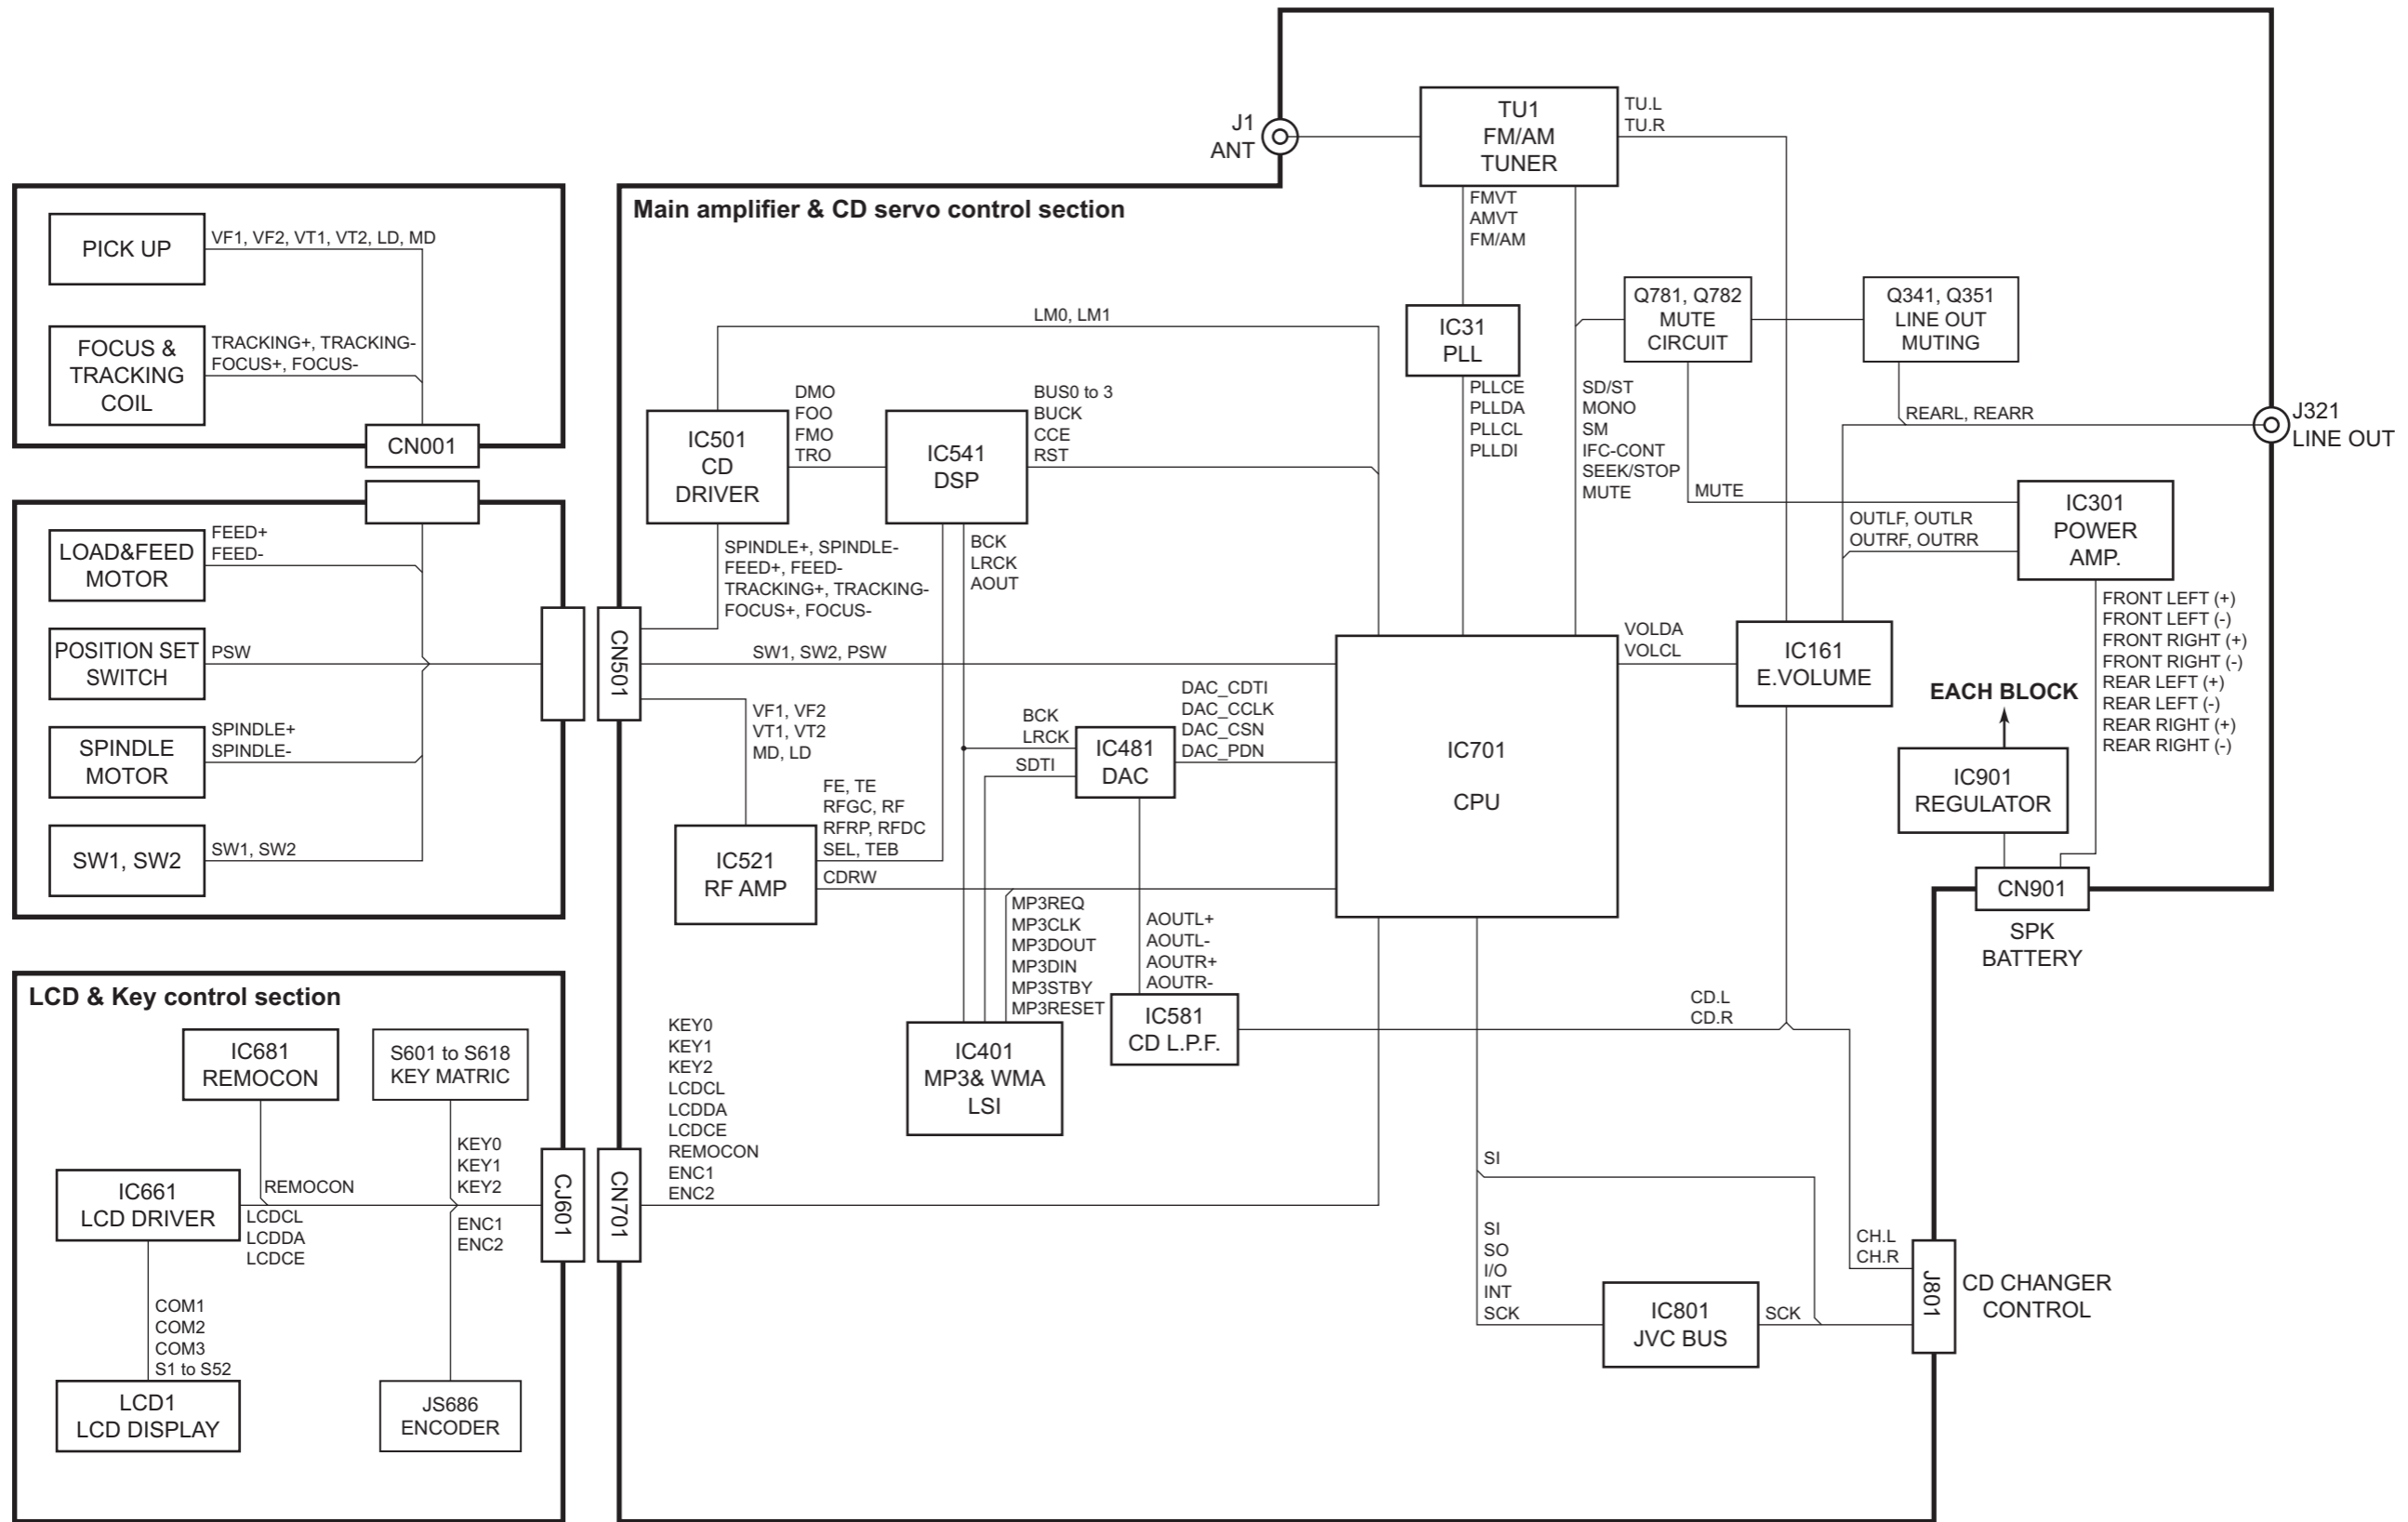 J1
ANT
TU1
FM/AM
TUNER
TU.L
TU.R
PICK UP
VF1, VF2, VT1, VT2, LD, MD
FOCUS &
TRACKING
COIL
TRACKING+, TRACKING-
FOCUS+, FOCUS-
CN001
LOAD&FEED
MOTOR
FEED+
FEED-
POSITION SET
SWITCH
PSW
SPINDLE
MOTOR
SPINDLE+
SPINDLE-
SW1, SW2
SW1, SW2
LCD & Key control section
IC681
REMOCON
S601 to S618
KEY MATRIC
IC661
LCD DRIVER
REMOCON
LCDCL
LCDDA
LCDCE
KEY0
KEY1
KEY2
ENC1
ENC2
CJ601
COM1
COM2
COM3
S1 to S52
LCD1
LCD DISPLAY
JS686
ENCODER
Main amplifier & CD servo control section
FMVT
AMVT
FM/AM
LM0, LM1
IC31
PLL
Q781, Q782
MUTE
CIRCUIT
Q341, Q351
LINE OUT
MUTING
IC501
CD
DRIVER
DMO
FOO
FMO
TRO
IC541
DSP
BUS0 to 3
BUCK
CCE
RST
PLLCE
PLLDA
PLLCL
PLLDI
SD/ST
MONO
SM
IFC-CONT
SEEK/STOP
MUTE
MUTE
REARL, REARR
J321
LINE OUT
OUTLF, OUTLR
OUTRF, OUTRR
IC301
POWER
AMP.
SPINDLE+, SPINDLE-
FEED+, FEED-
TRACKING+, TRACKING-
FOCUS+, FOCUS-
BCK
LRCK
AOUT
FRONT LEFT (+)
FRONT LEFT (-)
FRONT RIGHT (+)
FRONT RIGHT (-)
REAR LEFT (+)
REAR LEFT (-)
REAR RIGHT (+)
REAR RIGHT (-)
CN501
SW1, SW2, PSW
VOLDA
VOLCL
IC161
E.VOLUME
EACH BLOCK
VF1, VF2
VT1, VT2
MD, LD
BCK
LRCK
SDTI
IC481
DAC
DAC_CDTI
DAC_CCLK
DAC_CSN
DAC_PDN
IC701
CPU
IC901
REGULATOR
IC521
RF AMP
FE, TE
RFGC, RF
RFRP, RFDC
SEL, TEB
CDRW
CN901
SPK
BATTERY
MP3REQ
MP3CLK
MP3DOUT
MP3DIN
MP3STBY
MP3RESET
AOUTL+
AOUTL-
AOUTR+
AOUTR-
IC581
CD L.P.F.
CD.L
CD.R
IC401
MP3& WMA
LSI
KEY0
KEY1
KEY2
LCDCL
LCDDA
LCDCE
REMOCON
ENC1
ENC2
CN701
SI
SI
SO
I/O
INT
SCK
IC801
JVC BUS
SCK
CH.L
CH.R
J801
CD CHANGER
CONTROL